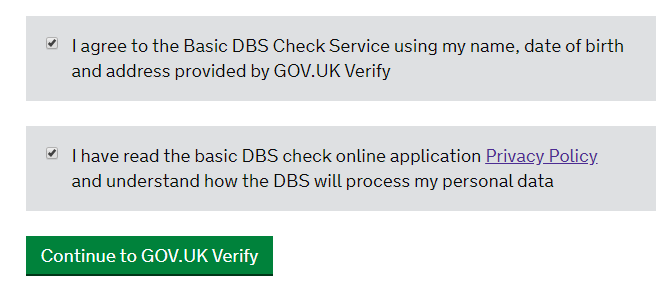 I agree to the Basic DBS Check Service using my name, date of birth
and address provided by GOV.UK Verify
I have read the basic DBS check online application Privacy Policy
and understand how the DBS will process my personal data
Continue to GOV.UK Verify